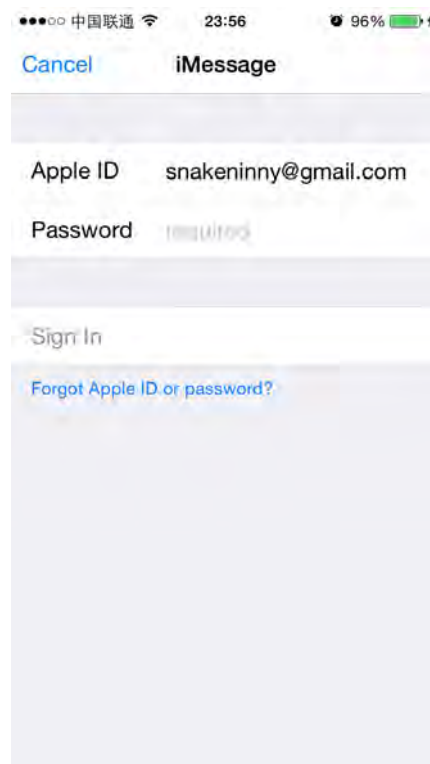 中国联通 23:56 96%
Cancel iMessage
Apple ID snakeninny@gmail.com
Password required
Sign In
Forgot Apple ID or password?